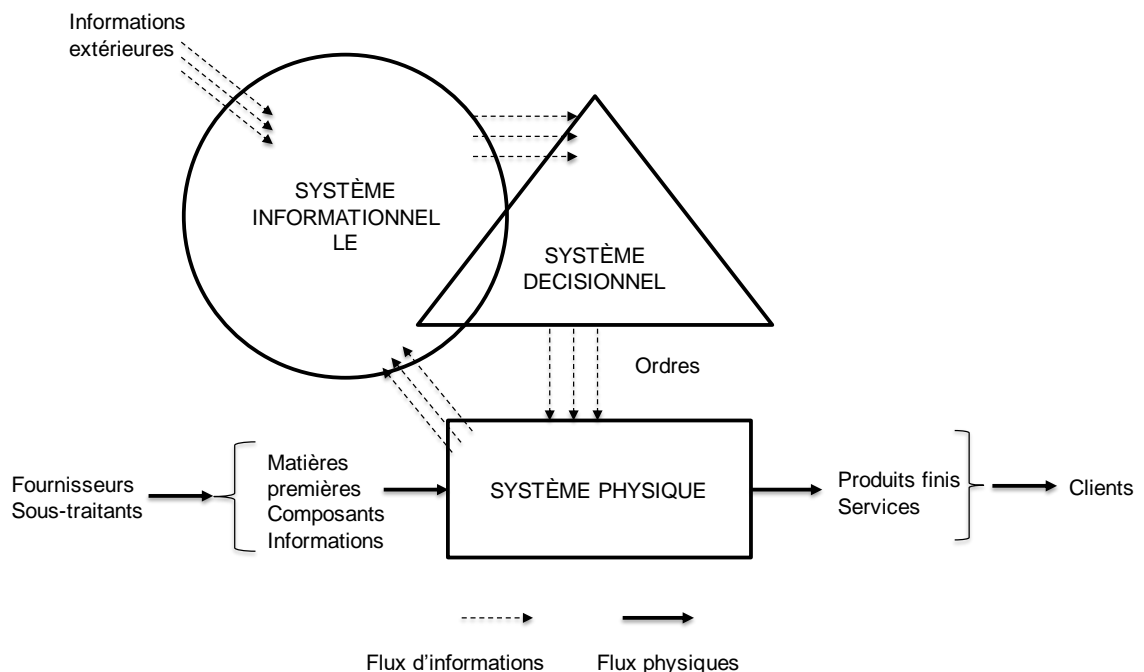 Informations
extérieures
SYSTÈME
INFORMATIONNEL
LE
SYSTÈME
DECISIONNEL
Ordres
Fournisseurs
Sous-traitants
Matières
premières
Composants
Informations
SYSTÈME PHYSIQUE
Produits finis
Services
Clients
Flux d'informations
Flux physiques